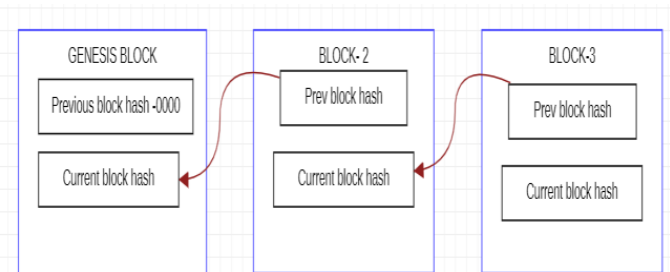 GENESIS BLOCK
Previous block hash -0000
Current block hash
BLOCK- 2
Prev block hash
Current block hash
BLOCK-3
Prev block hash
Current block hash